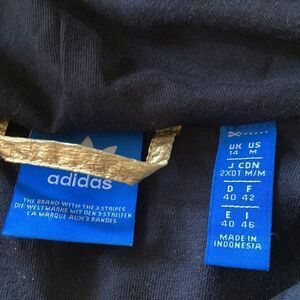 adidas
THE BRAND WITH THE 3 STRIPES
DIE WELTMARKE MIT DEN 3 STREIFEN
LA MARQUE AUX 3 BANDES
UK US
14 M
J CDN
2XOT M/M
D F
40 42
E I
40 46
MADE IN
INDONESIA